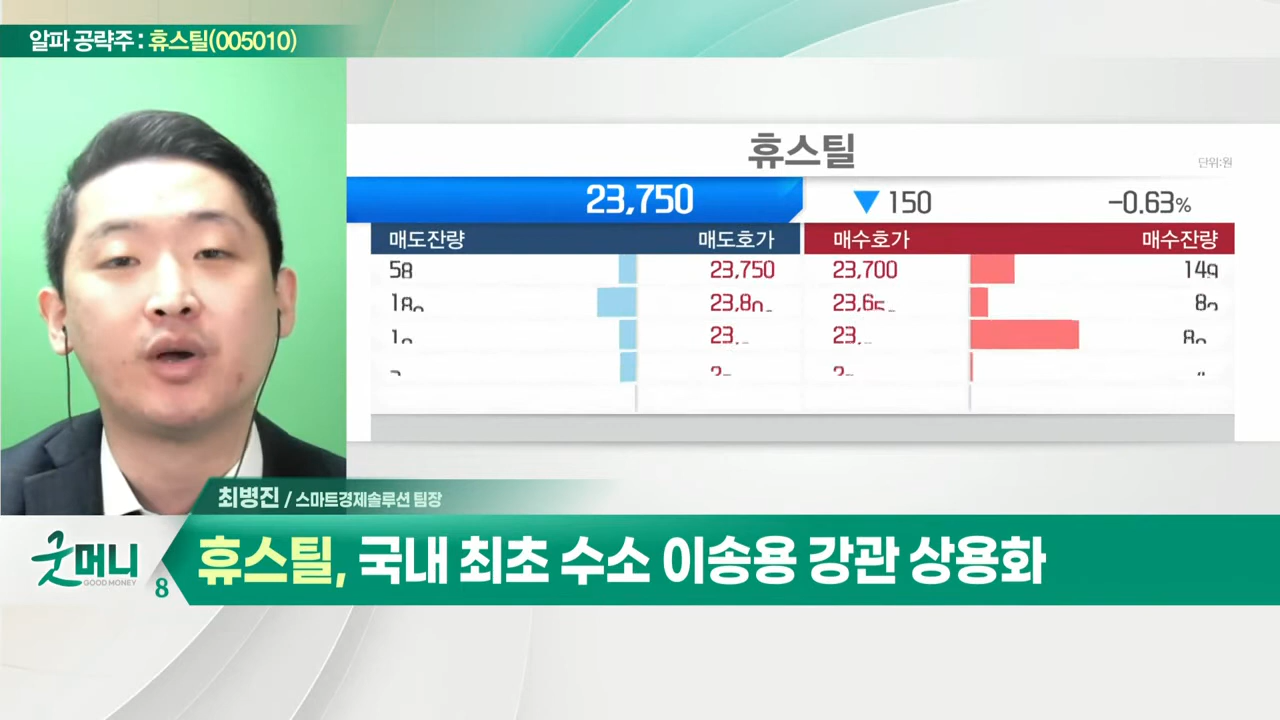 알파 공략주 : 휴스틸(005010)
휴스틸
단위:원
23,750 ▼ 150 -0.63%
매도잔량 매도호가 매수호가 매수잔량
58 23,750 23,700 149
최병진 / 스마트경제솔루션 팀장
굿머니
GOOD MONEY
8
휴스틸, 국내 최초 수소 이송용 강관 상용화